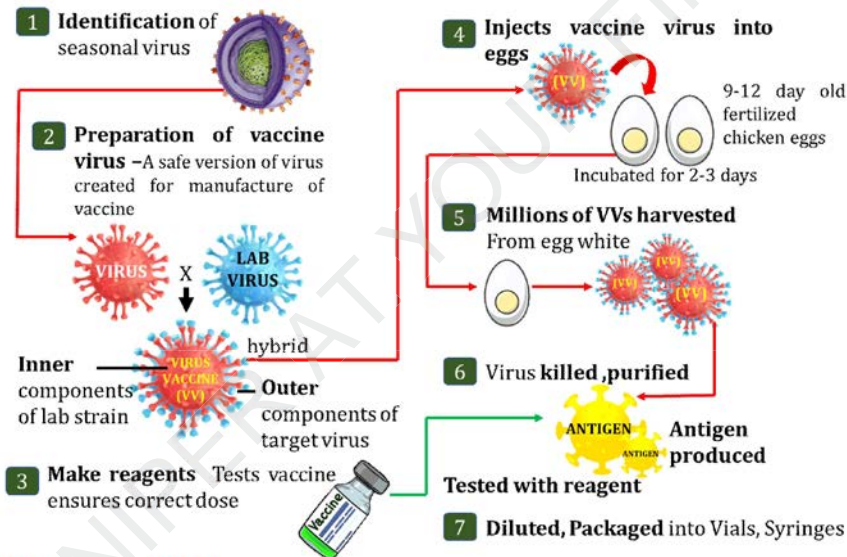 1 Identification of
seasonal virus
2 Preparation of vaccine
virus –A safe version of virus
created for manufacture of
vaccine
VIRUS X LAB
VIRUS
hybrid
VIRUS
VACCINE
(VV)
Inner
components
of lab strain
Outer
components of
target virus
3 Make reagents Tests vaccine
ensures correct dose
Vaccine
4 Injects vaccine virus into
eggs
(VV)
9-12 day old
fertilized
chicken eggs
Incubated for 2-3 days
5 Millions of VVs harvested
From egg white
(VV)
(VV)
(VV)
6 Virus killed ,purified
ANTIGEN
ANTIGEN
Antigen
produced
Tested with reagent
7 Diluted, Packaged into Vials, Syringes